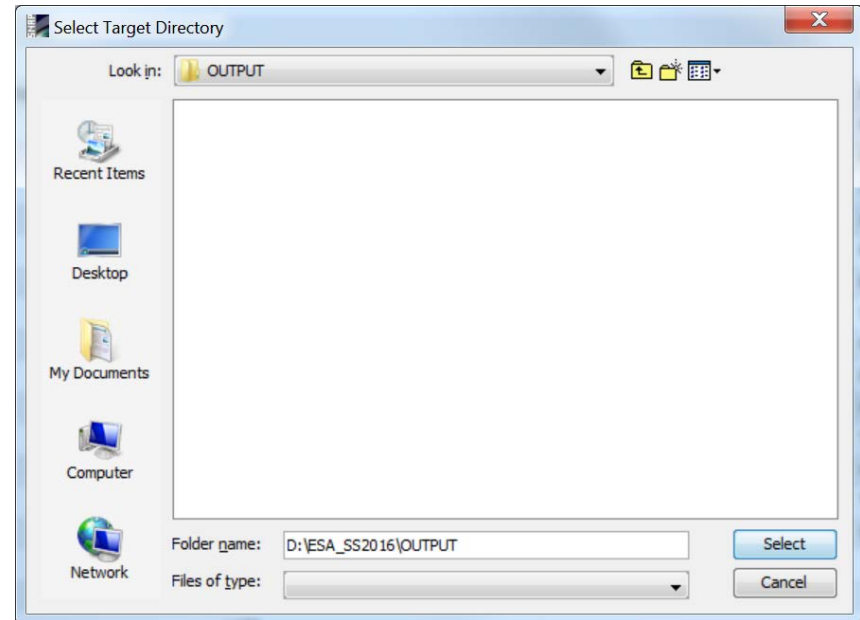 Select Target Directory
Look in: OUTPUT
Recent Items
Desktop
My Documents
Computer
Network
Folder name: D:\ESA_SS2016\OUTPUT Select
Files of type: Cancel